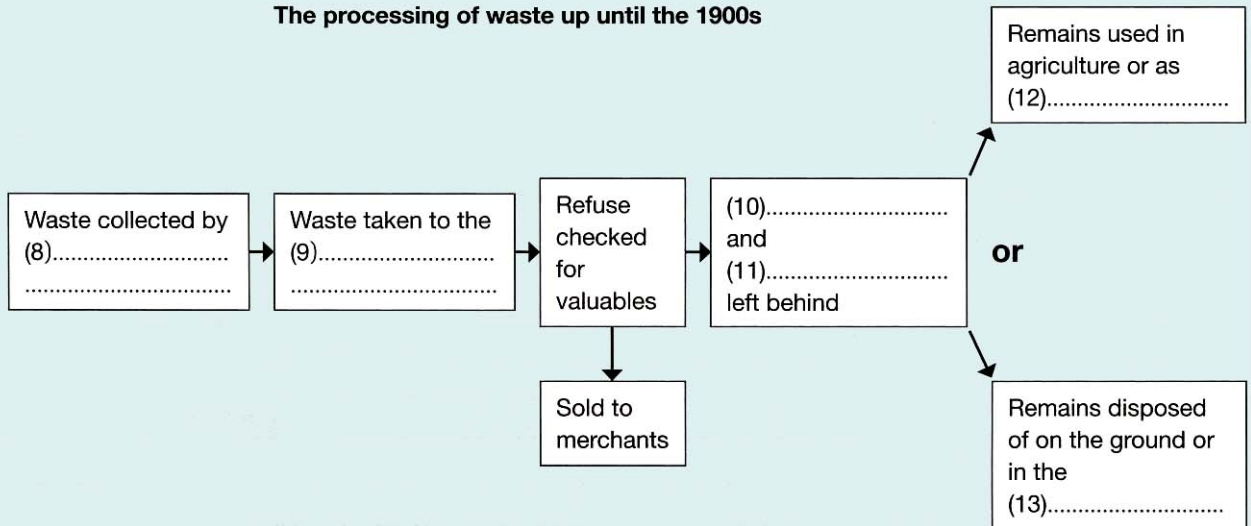 The processing of waste up until the 1900s
Waste collected by
(8)..............................
...................................
Waste taken to the
(9)..............................
...................................
Refuse
checked
for
valuables
Sold to
merchants
(10)...............................
and
(11)...............................
left behind
or
Remains used in
agriculture or as
(12)...............................
Remains disposed
of on the ground or
in the
(13)..............................